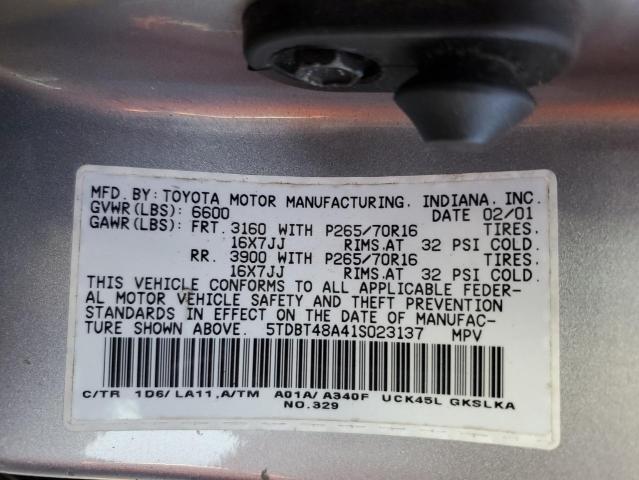 MFD. BY: TOYOTA MOTOR MANUFACTURING, INDIANA, INC.
GVWR(LBS): 6600 DATE 02/01
GAWR(LBS): FRT. 3160 WITH P265/70R16 TIRES.
16X7JJ RIMS,AT 32 PSI COLD.
RR. 3900 WITH P265/70R16 TIRES.
16X7JJ RIMS,AT 32 PSI COLD.
THIS VEHICLE CONFORMS TO ALL APPLICABLE FEDER-
AL MOTOR VEHICLE SAFETY AND THEFT PREVENTION
STANDARDS IN EFFECT ON THE DATE OF MANUFAC-
TURE SHOWN ABOVE. 5TDBT48A41S023137 MPV
C/TR 1D6/ LA11,A/TM A01A/ A340F UCK45L GKSLKA
NO.329